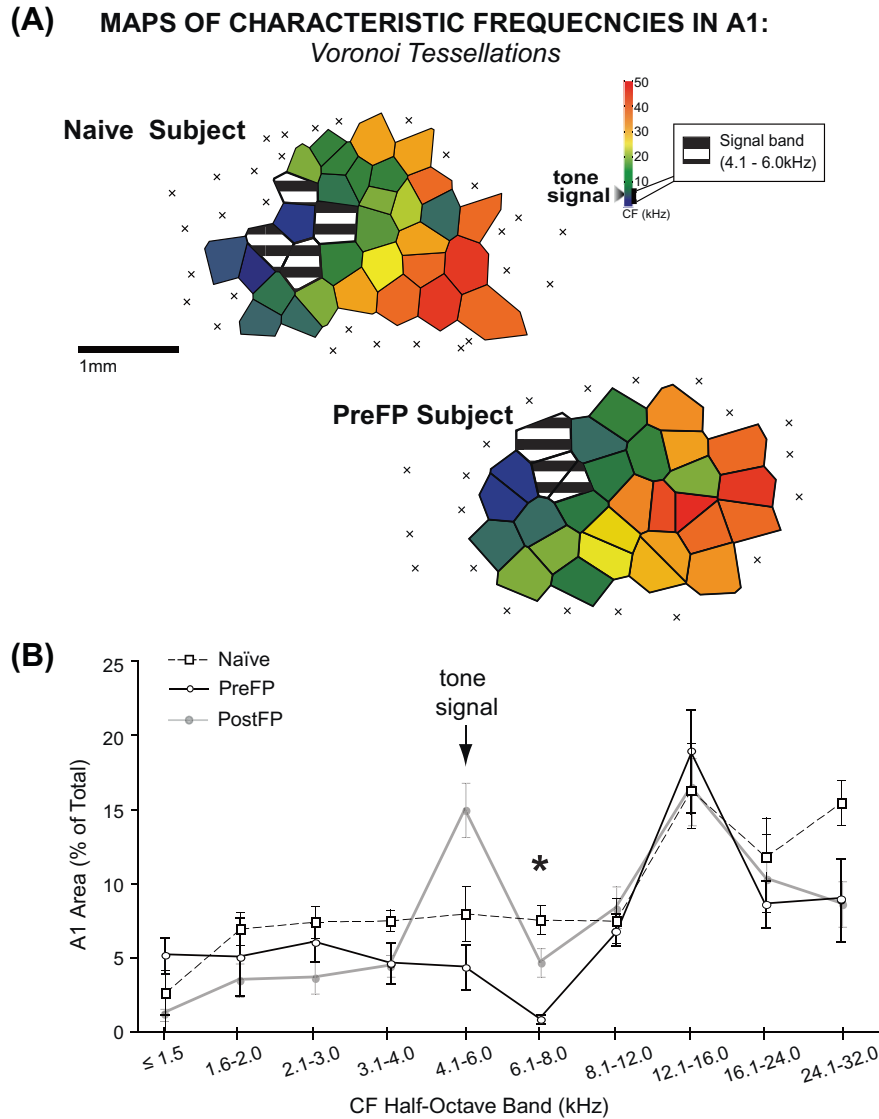 (A) MAPS OF CHARACTERISTIC FREQUECNCIES IN A1:
Voronoi Tessellations
Naive Subject
50
40
30
20
10
tone
signal
CF (kHz)
Signal band
(4.1 - 6.0kHz)
1mm
PreFP Subject
(B)
Naïve
PreFP
PostFP
tone
signal
*
A1 Area (% of Total)
25
20
15
10
5
0
≤ 1.5
1.6-2.0
2.1-3.0
3.1-4.0
4.1-6.0
6.1-8.0
8.1-12.0
12.1-16.0
16.1-24.0
24.1-32.0
CF Half-Octave Band (kHz)